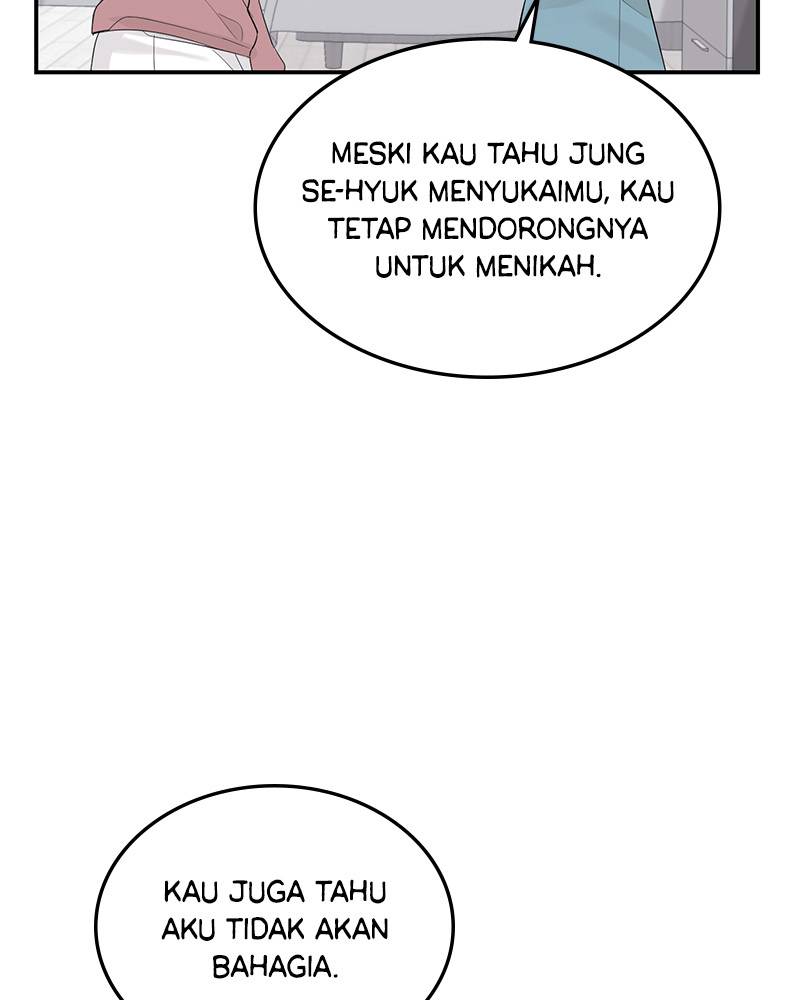 MESKI KAU TAHU JUNG
SE-HYUK MENYUKAIMU, KAU
TETAP MENDORONGNYA
UNTUK MENIKAH.
KAU JUGA TAHU
AKU TIDAK AKAN
BAHAGIA.